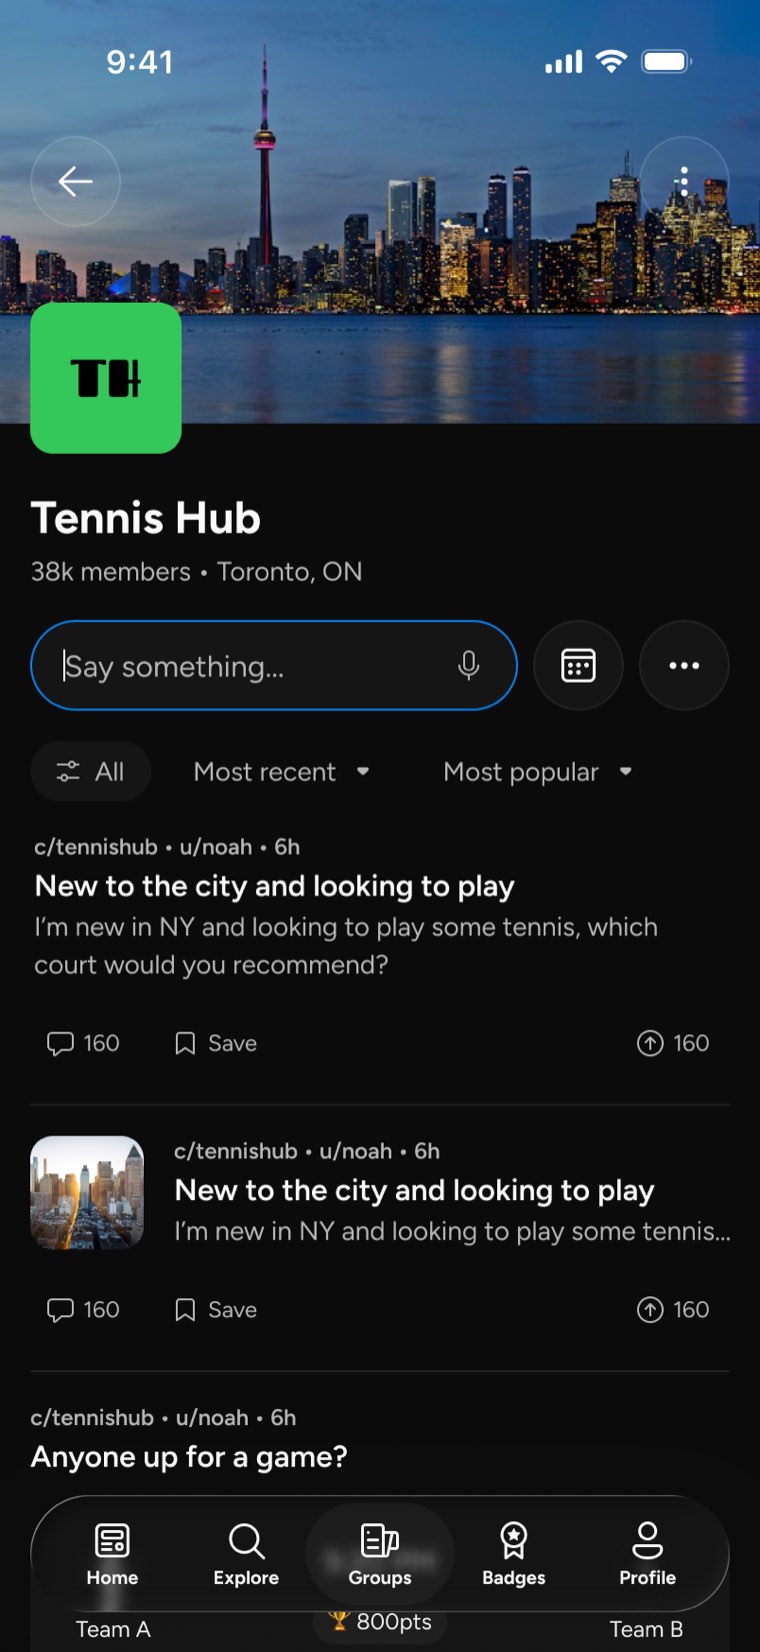 9:41
TH
Tennis Hub
38k members • Toronto, ON
Say something...
All Most recent Most popular
c/tennishub • u/noah • 6h
New to the city and looking to play
I'm new in NY and looking to play some tennis, which
court would you recommend?
160 Save 160
c/tennishub • u/noah • 6h
New to the city and looking to play
I'm new in NY and looking to play some tennis...
160 Save 160
c/tennishub • u/noah • 6h
Anyone up for a game?
Home Explore Groups Badges Profile
Team A 🏆 800pts Team B